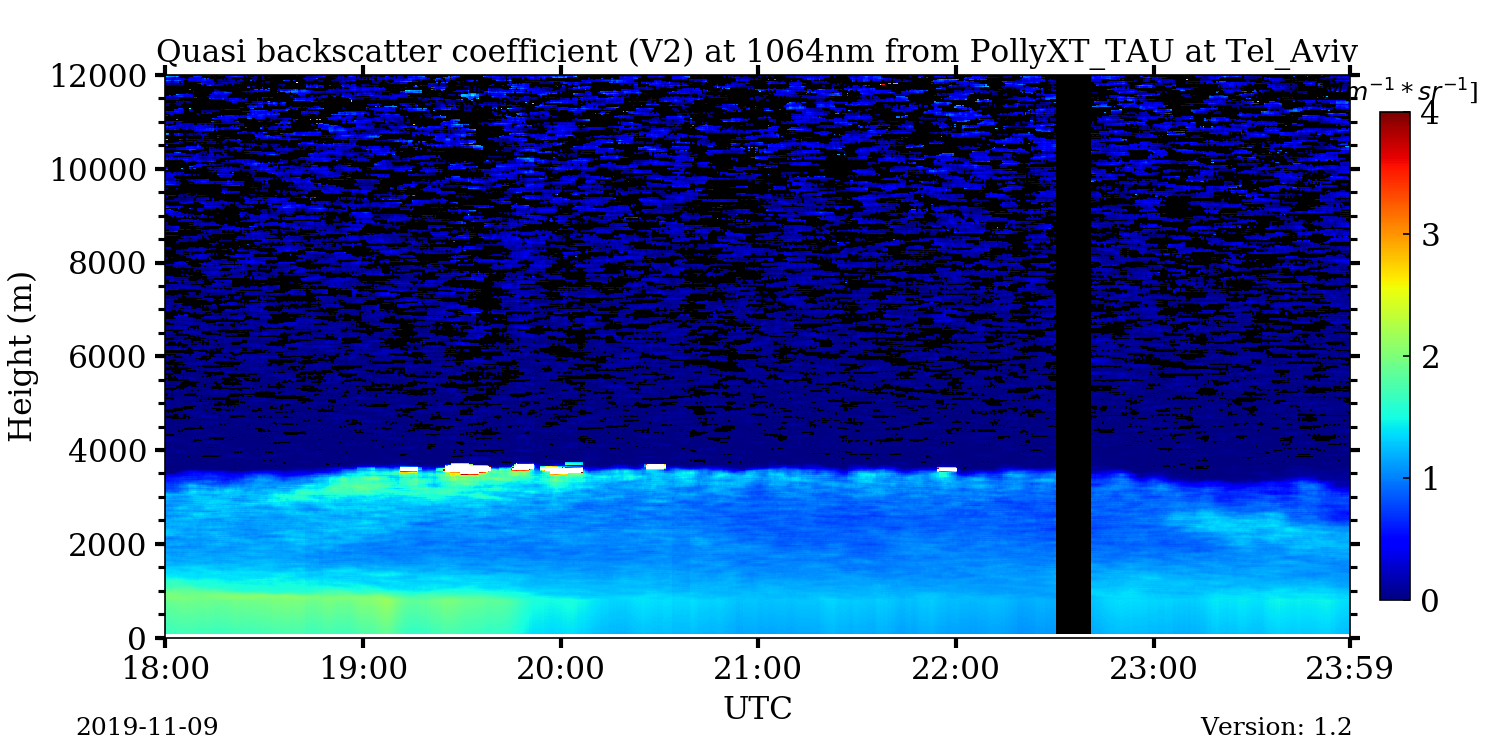 Quasi backscatter coefficient (V2) at 1064nm from PollyXT_TAU at Tel_Aviv
m⁻¹ * sr⁻¹]
12000
10000
8000
6000
4000
2000
0
Height (m)
4
3
2
1
0
18:00 19:00 20:00 21:00 22:00 23:00 23:59
UTC
2019-11-09 Version: 1.2